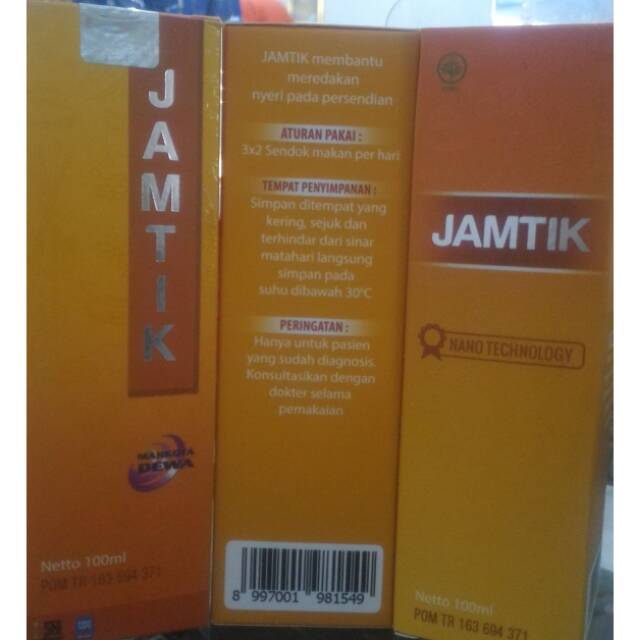 JAMTIK
MAHKOTA
DEWA
Netto 100ml
POM TR 163 694 371
JAMTIK membantu
meredakan
nyeri pada persendian
ATURAN PAKAI :
3x2 Sendok makan per hari
TEMPAT PENYIMPANAN :
Simpan ditempat yang
kering, sejuk dan
terhindar dari sinar
matahari langsung
simpan pada
suhu dibawah 30°C
PERINGATAN :
Hanya untuk pasien
yang sudah diagnosis.
Konsultasikan dengan
dokter selama
pemakaian
8 997001 981549
JAMTIK
NANO TECHNOLOGY
Netto 100ml
POM TR 163 694 371